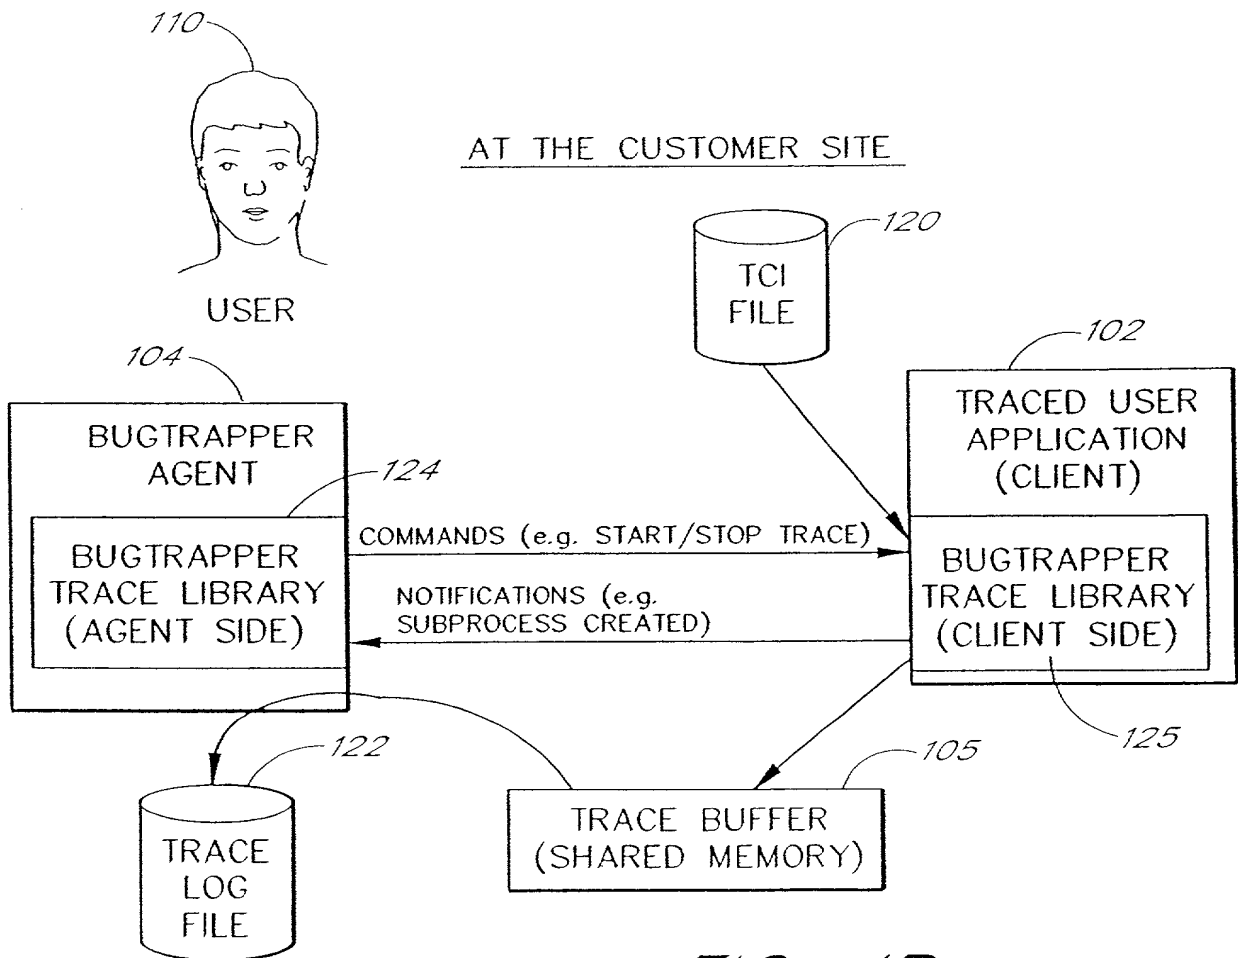 110
AT THE CUSTOMER SITE
USER
120
TCI
FILE
104
BUGTRAPPER
AGENT
124
BUGTRAPPER
TRACE LIBRARY
(AGENT SIDE)
102
TRACED USER
APPLICATION
(CLIENT)
COMMANDS (e.g. START/STOP TRACE)
NOTIFICATIONS (e.g.
SUBPROCESS CREATED)
BUGTRAPPER
TRACE LIBRARY
(CLIENT SIDE)
125
122
TRACE
LOG
FILE
105
TRACE BUFFER
(SHARED MEMORY)